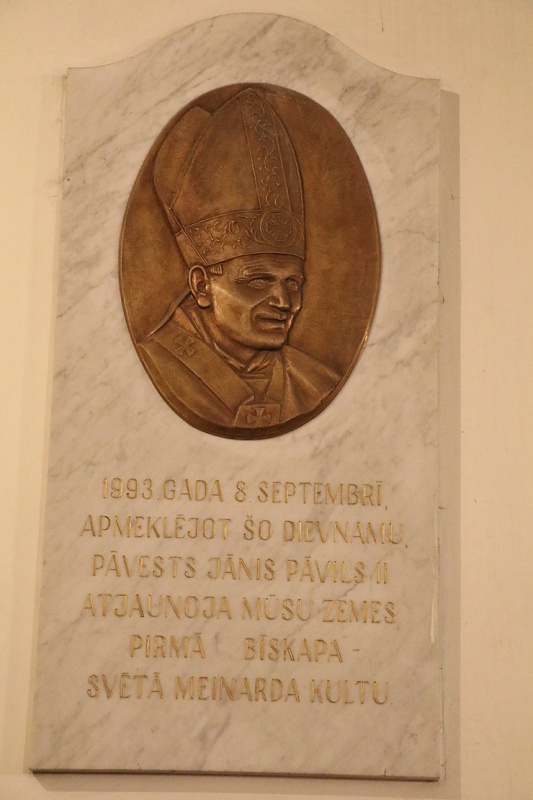 1993. GADA 8. SEPTEMBRĪ,
APMEKLĒJOT ŠO DIEVNAMU,
PĀVESTS JĀNIS PĀVILS II
ATJAUNOJA MŪSU ZEMES
PIRMĀ BĪSKAPA -
SVĒTĀ MEINARDA KULTU.